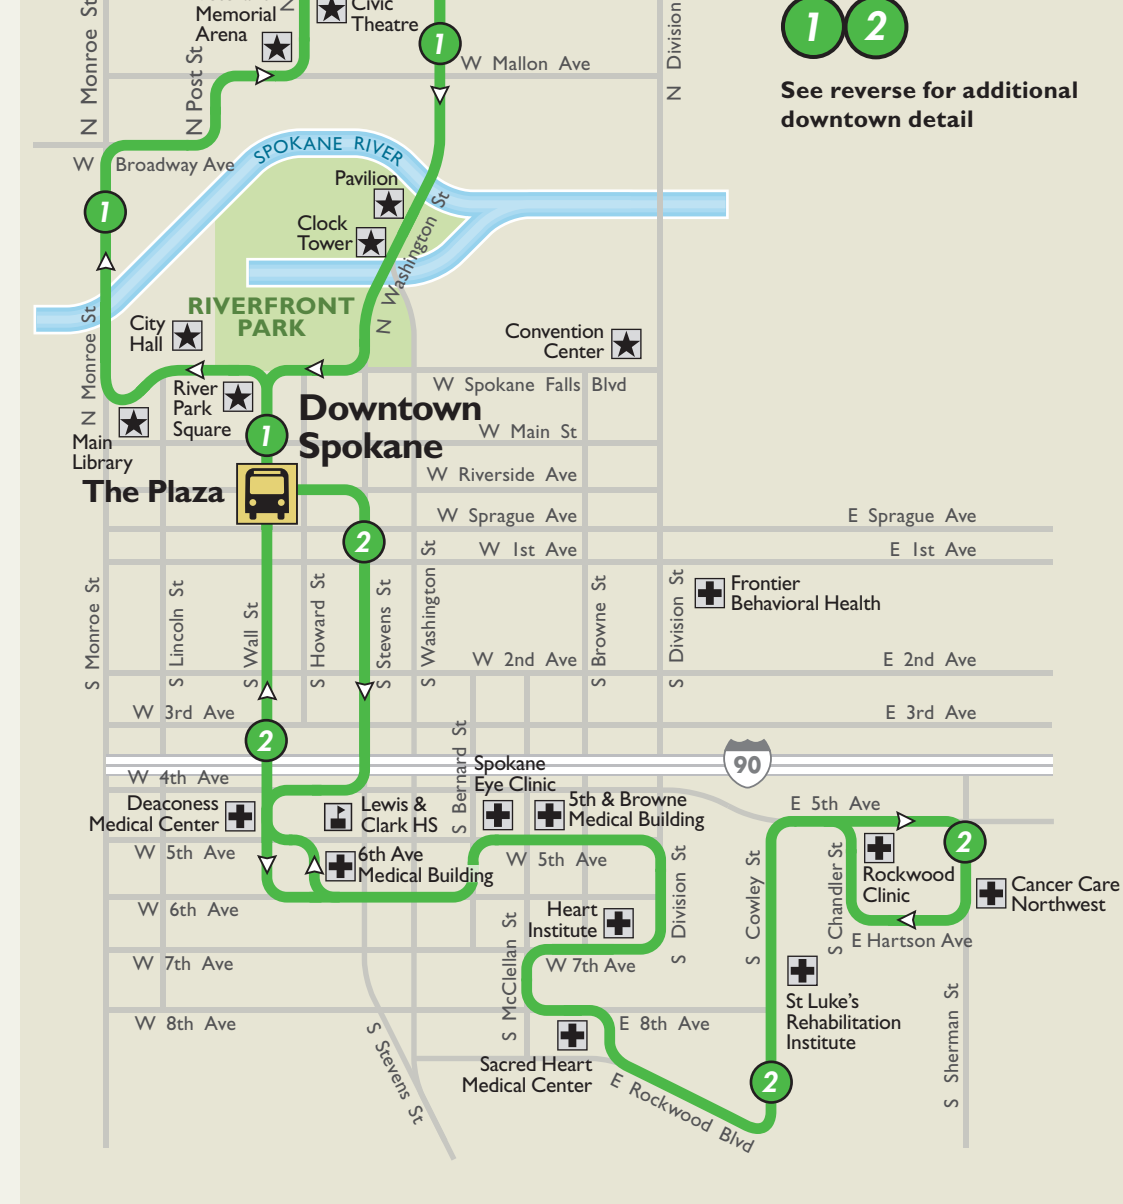 Memorial
Arena
Civic
Theatre
1
2
1
N Monroe St
N Post St
N
W Mallon Ave
N Division
See reverse for additional
downtown detail
W Broadway Ave
SPOKANE RIVER
Pavilion
1
Clock
Tower
N Washington St
RIVERFRONT
PARK
N Monroe St
City
Hall
Convention
Center
River
Park
Square
W Spokane Falls Blvd
Downtown
Spokane
1
W Main St
Main
Library
The Plaza
W Riverside Ave
W Sprague Ave
E Sprague Ave
2
W 1st Ave
E 1st Ave
S Monroe St
S Lincoln St
S Wall St
S Howard St
S Stevens St
S Washington St
S Browne St
S Division St
Frontier
Behavioral Health
W 2nd Ave
E 2nd Ave
W 3rd Ave
E 3rd Ave
2
S Bernard St
90
W 4th Ave
Spokane
Eye Clinic
Deaconess
Medical Center
Lewis &
Clark HS
5th & Browne
Medical Building
E 5th Ave
2
W 5th Ave
6th Ave
Medical Building
W 5th Ave
S Division St
S Cowley St
S Chandler St
Rockwood
Clinic
Cancer Care
Northwest
W 6th Ave
Heart
Institute
E Hartson Ave
W 7th Ave
S McClellan St
W 7th Ave
St Luke's
Rehabilitation
Institute
S Sherman St
W 8th Ave
E 8th Ave
S Stevens St
Sacred Heart
Medical Center
E Rockwood Blvd
2